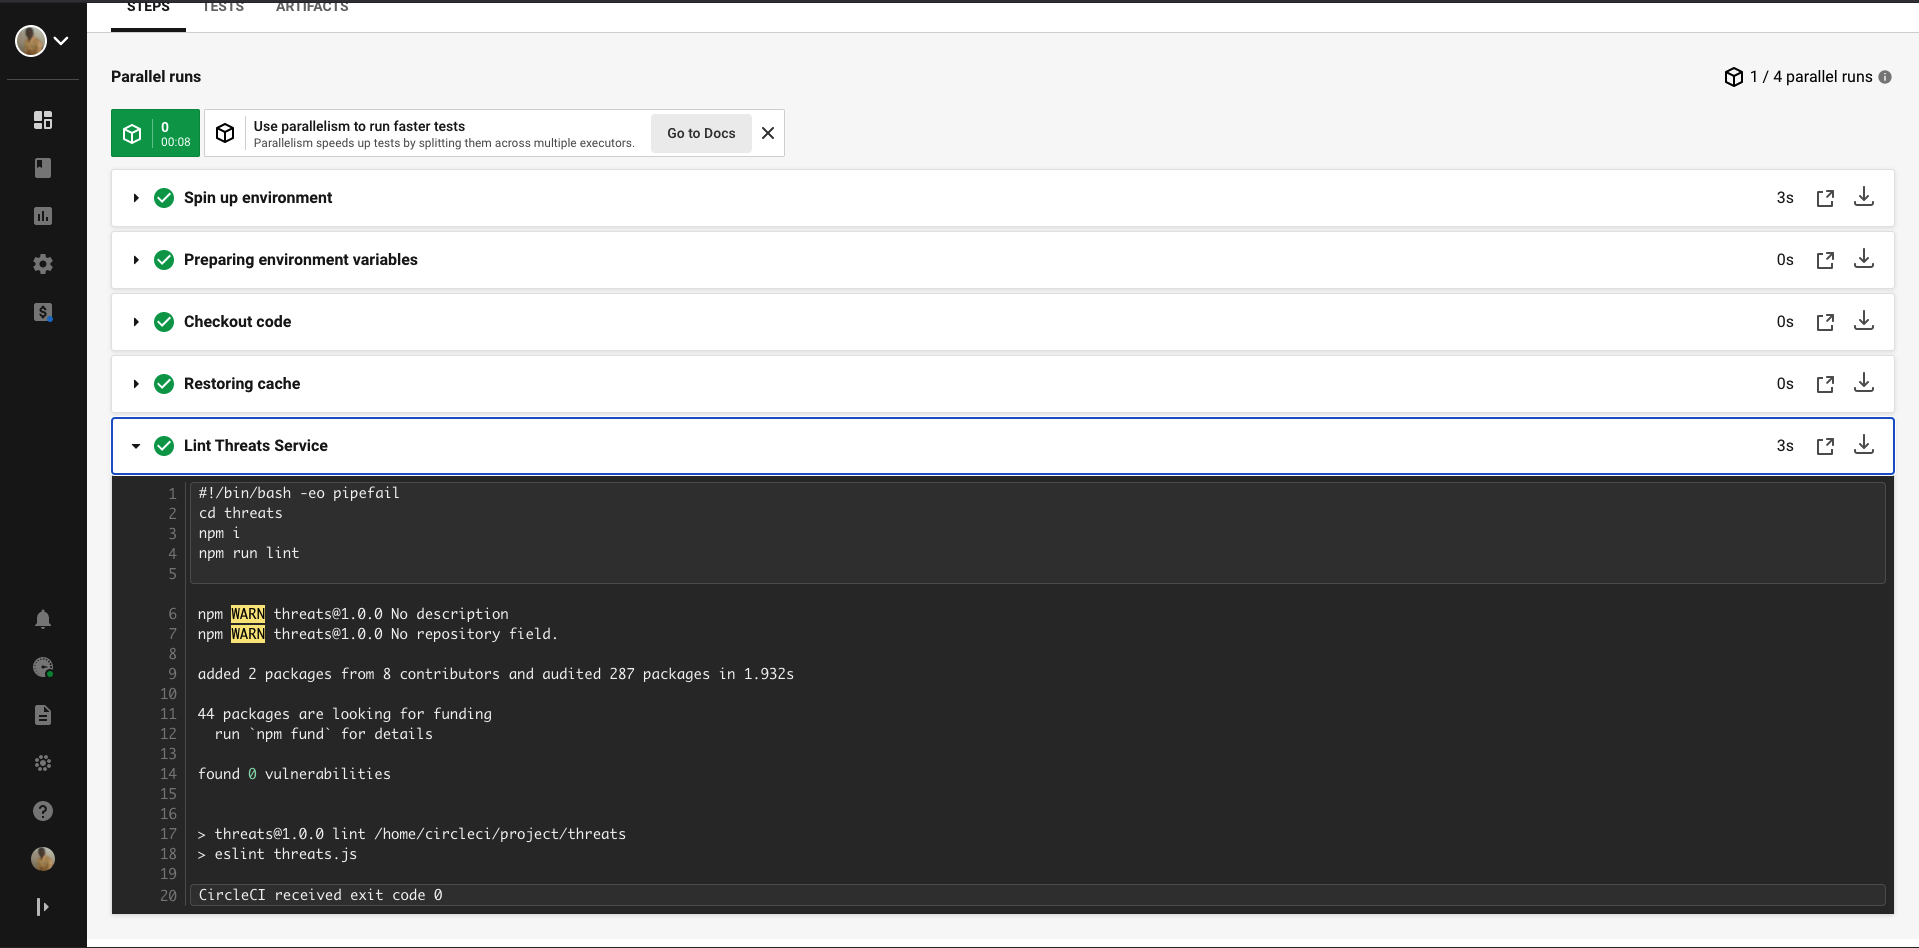 STEPS TESTS ARTIFACTS
Parallel runs
1 / 4 parallel runs
0
00:08
Use parallelism to run faster tests
Parallelism speeds up tests by splitting them across multiple executors.
Go to Docs
Spin up environment 3s
Preparing environment variables 0s
Checkout code 0s
Restoring cache 0s
Lint Threats Service 3s
1 #!/bin/bash -eo pipefail
2 cd threats
3 npm i
4 npm run lint
5
6 npm WARN threats@1.0.0 No description
7 npm WARN threats@1.0.0 No repository field.
8
9 added 2 packages from 8 contributors and audited 287 packages in 1.932s
10
11 44 packages are looking for funding
12   run `npm fund` for details
13
14 found 0 vulnerabilities
15
16
17 > threats@1.0.0 lint /home/circleci/project/threats
18 > eslint threats.js
19
20 CircleCI received exit code 0